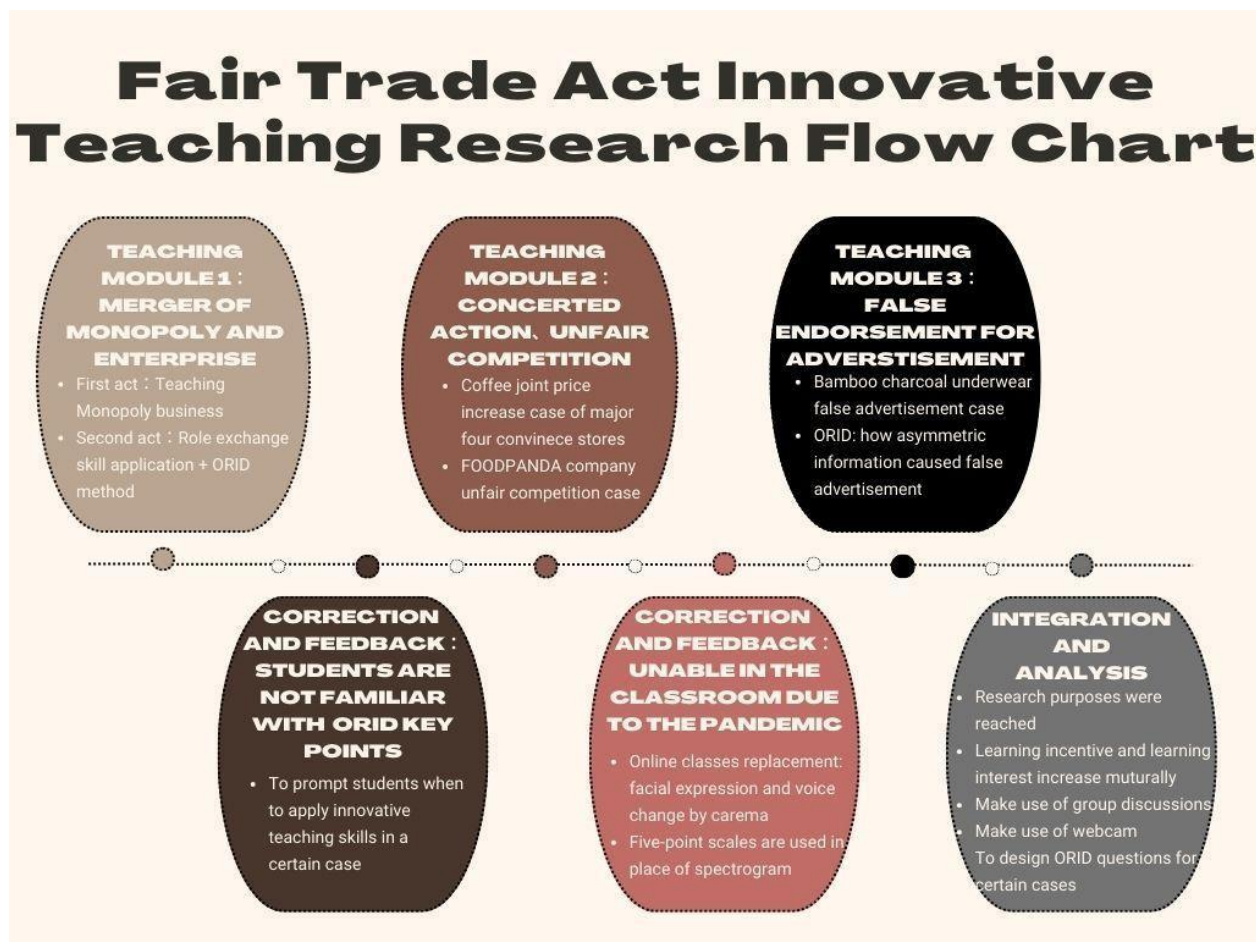 Fair Trade Act Innovative
Teaching Research Flow Chart
TEACHING
MODULE 1：
MERGER OF
MONOPOLY AND
ENTERPRISE
• First act：Teaching
Monopoly business
• Second act：Role exchange
skill application + ORID
method
TEACHING
MODULE 2：
CONCERTED
ACTION、UNFAIR
COMPETITION
• Coffee joint price
increase case of major
four convinece stores
• FOODPANDA company
unfair competition case
TEACHING
MODULE 3：
FALSE
ENDORSEMENT FOR
ADVERSTISEMENT
• Bamboo charcoal underwear
false advertisement case
• ORID: how asymmetric
information caused false
advertisement
CORRECTION
AND FEEDBACK：
STUDENTS ARE
NOT FAMILIAR
WITH ORID KEY
POINTS
• To prompt students when
to apply innovative
teaching skills in a
certain case
CORRECTION
AND FEEDBACK：
UNABLE IN THE
CLASSROOM DUE
TO THE PANDEMIC
• Online classes replacement:
facial expression and voice
change by carema
• Five-point scales are used in
place of spectrogram
INTEGRATION
AND
ANALYSIS
• Research purposes were
reached
• Learning incentive and learning
interest increase muturally
• Make use of group discussions
• Make use of webcam
To design ORID questions for
certain cases